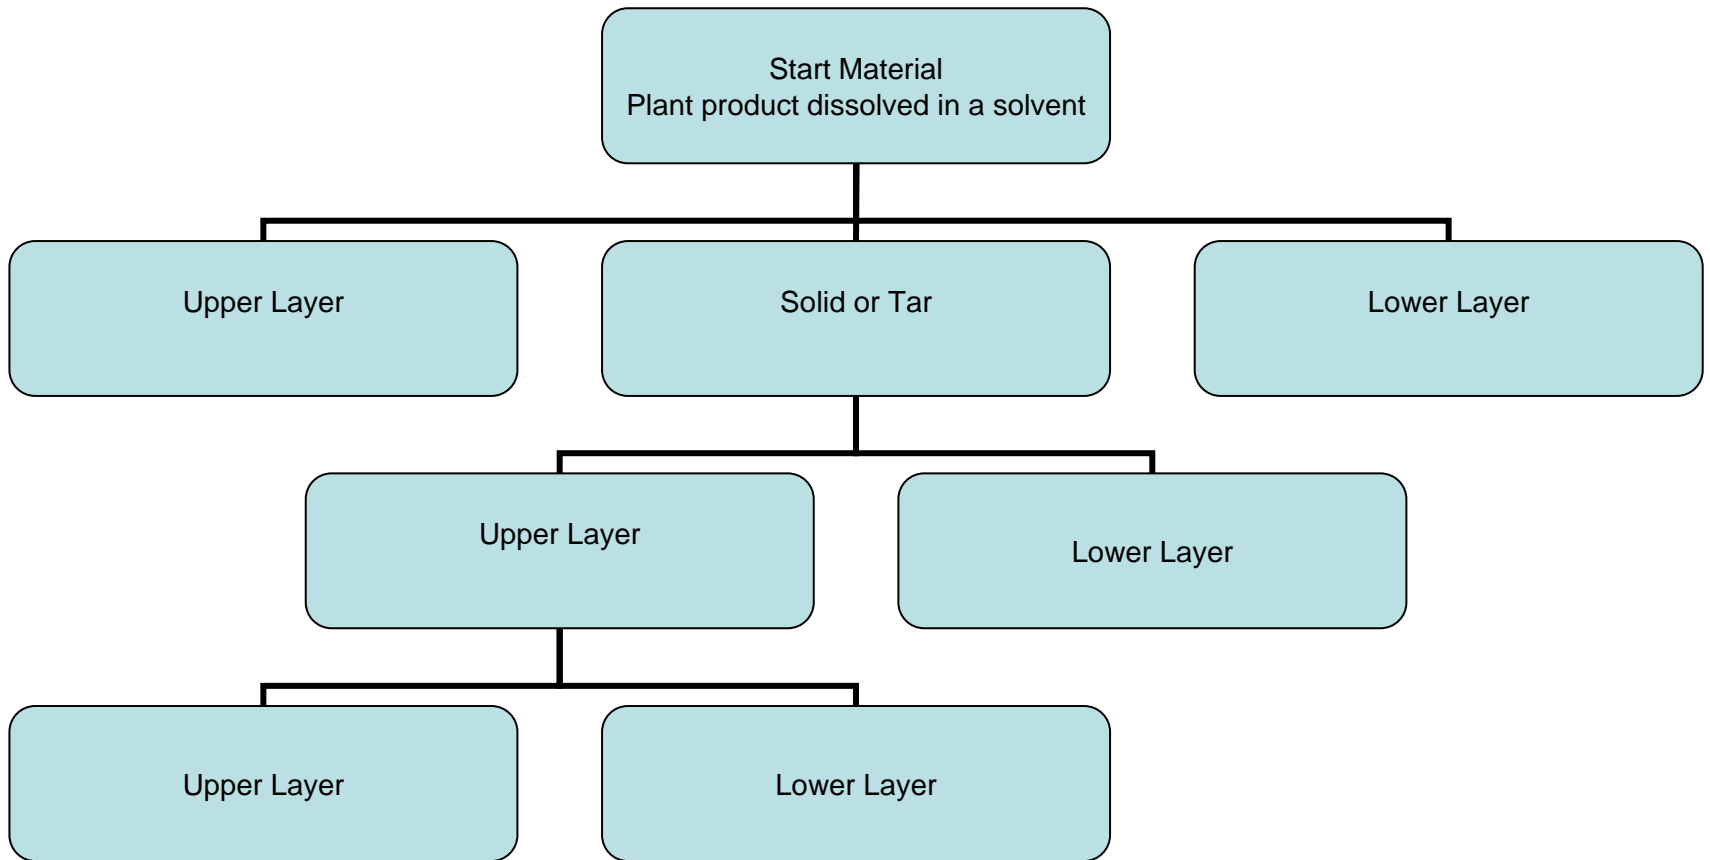 Start Material
Plant product dissolved in a solvent
Upper Layer
Solid or Tar
Lower Layer
Upper Layer
Lower Layer
Upper Layer
Lower Layer